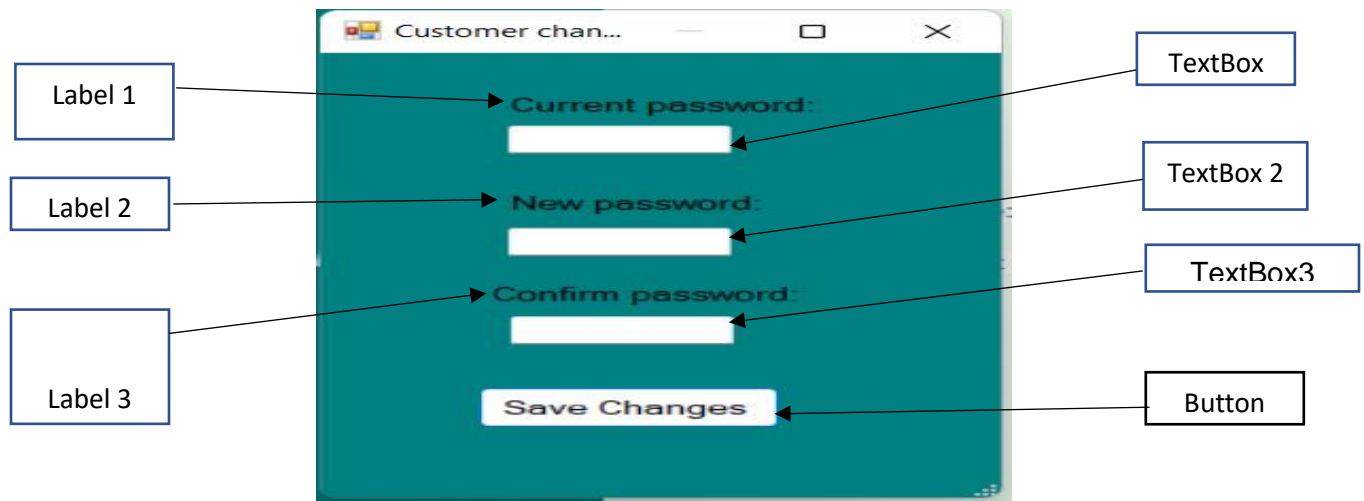 Customer chan...
Label 1
Current password:
TextBox
Label 2
New password:
TextBox 2
Label 3
Confirm password:
TextBox3
Save Changes
Button